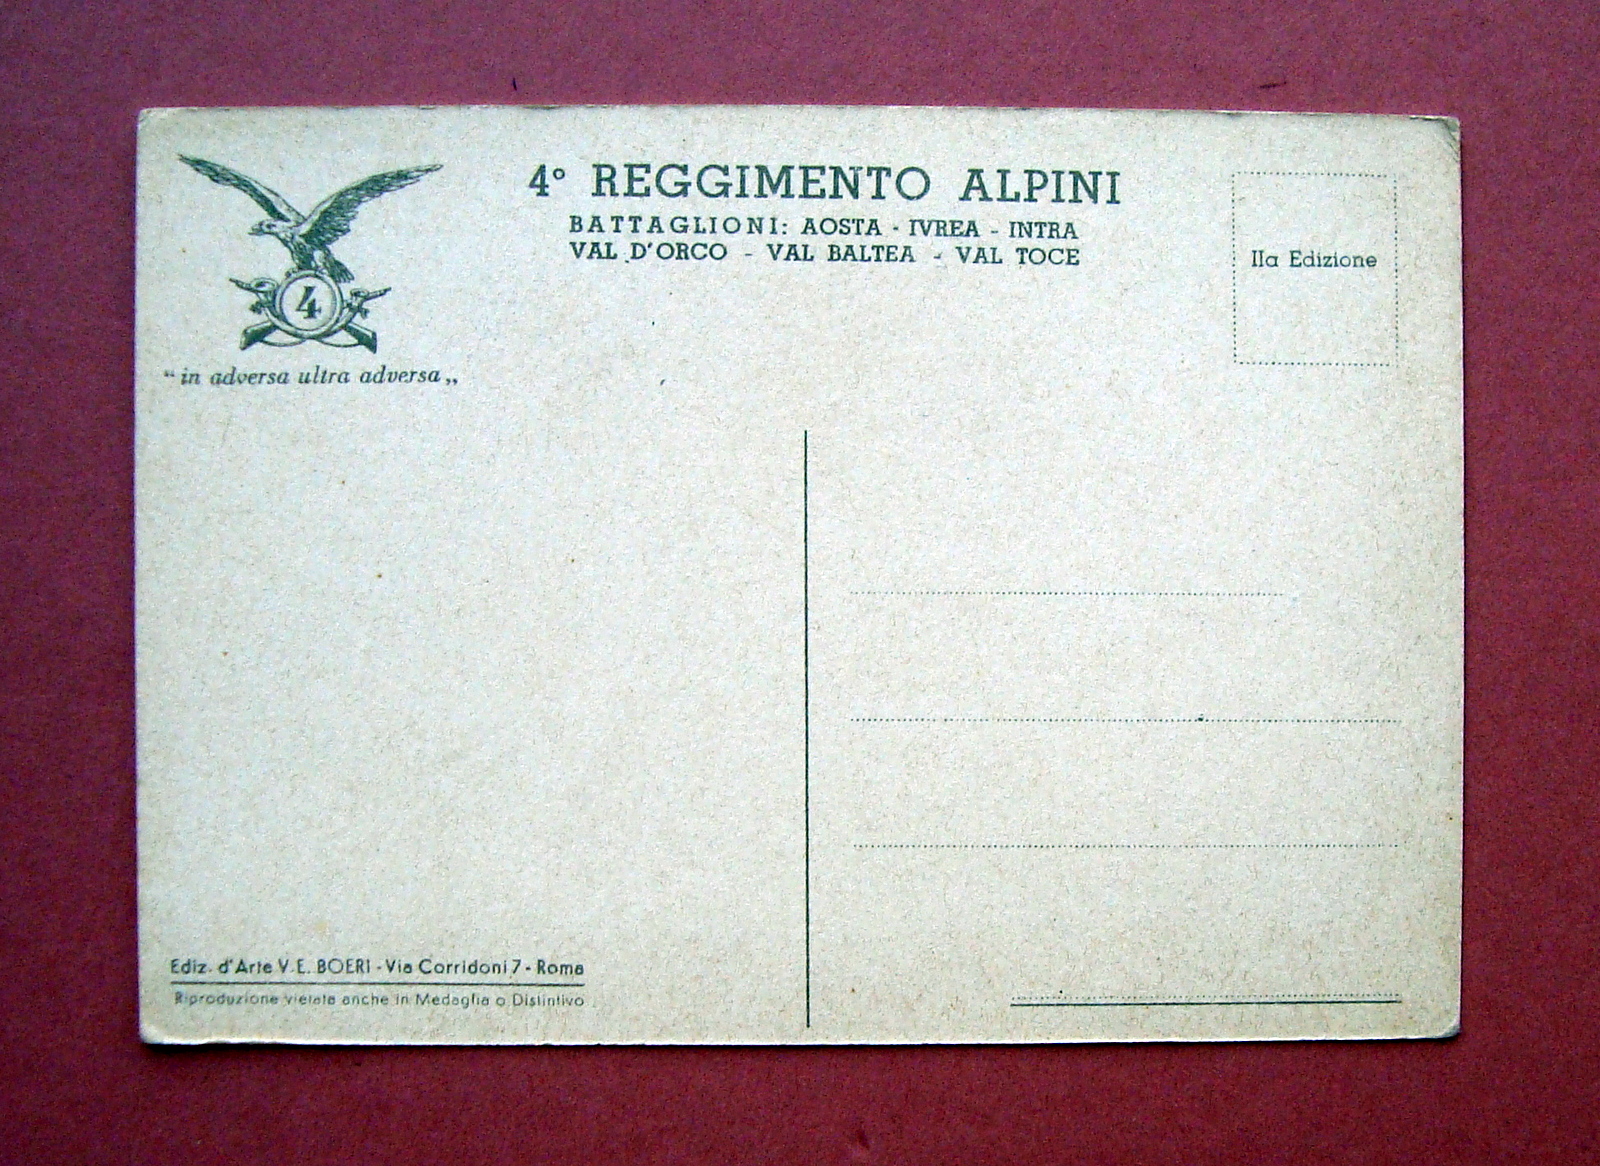 4° REGGIMENTO ALPINI
BATTAGLIONI: AOSTA - IVREA - INTRA
VAL D'ORCO - VAL BALTEA - VAL TOCE
IIa Edizione
4
“in adversa ultra adversa„
Ediz. d'Arte V. E. BOERI - Via Corridoni 7 - Roma
Riproduzione vietata anche in Medaglia o Distintivo